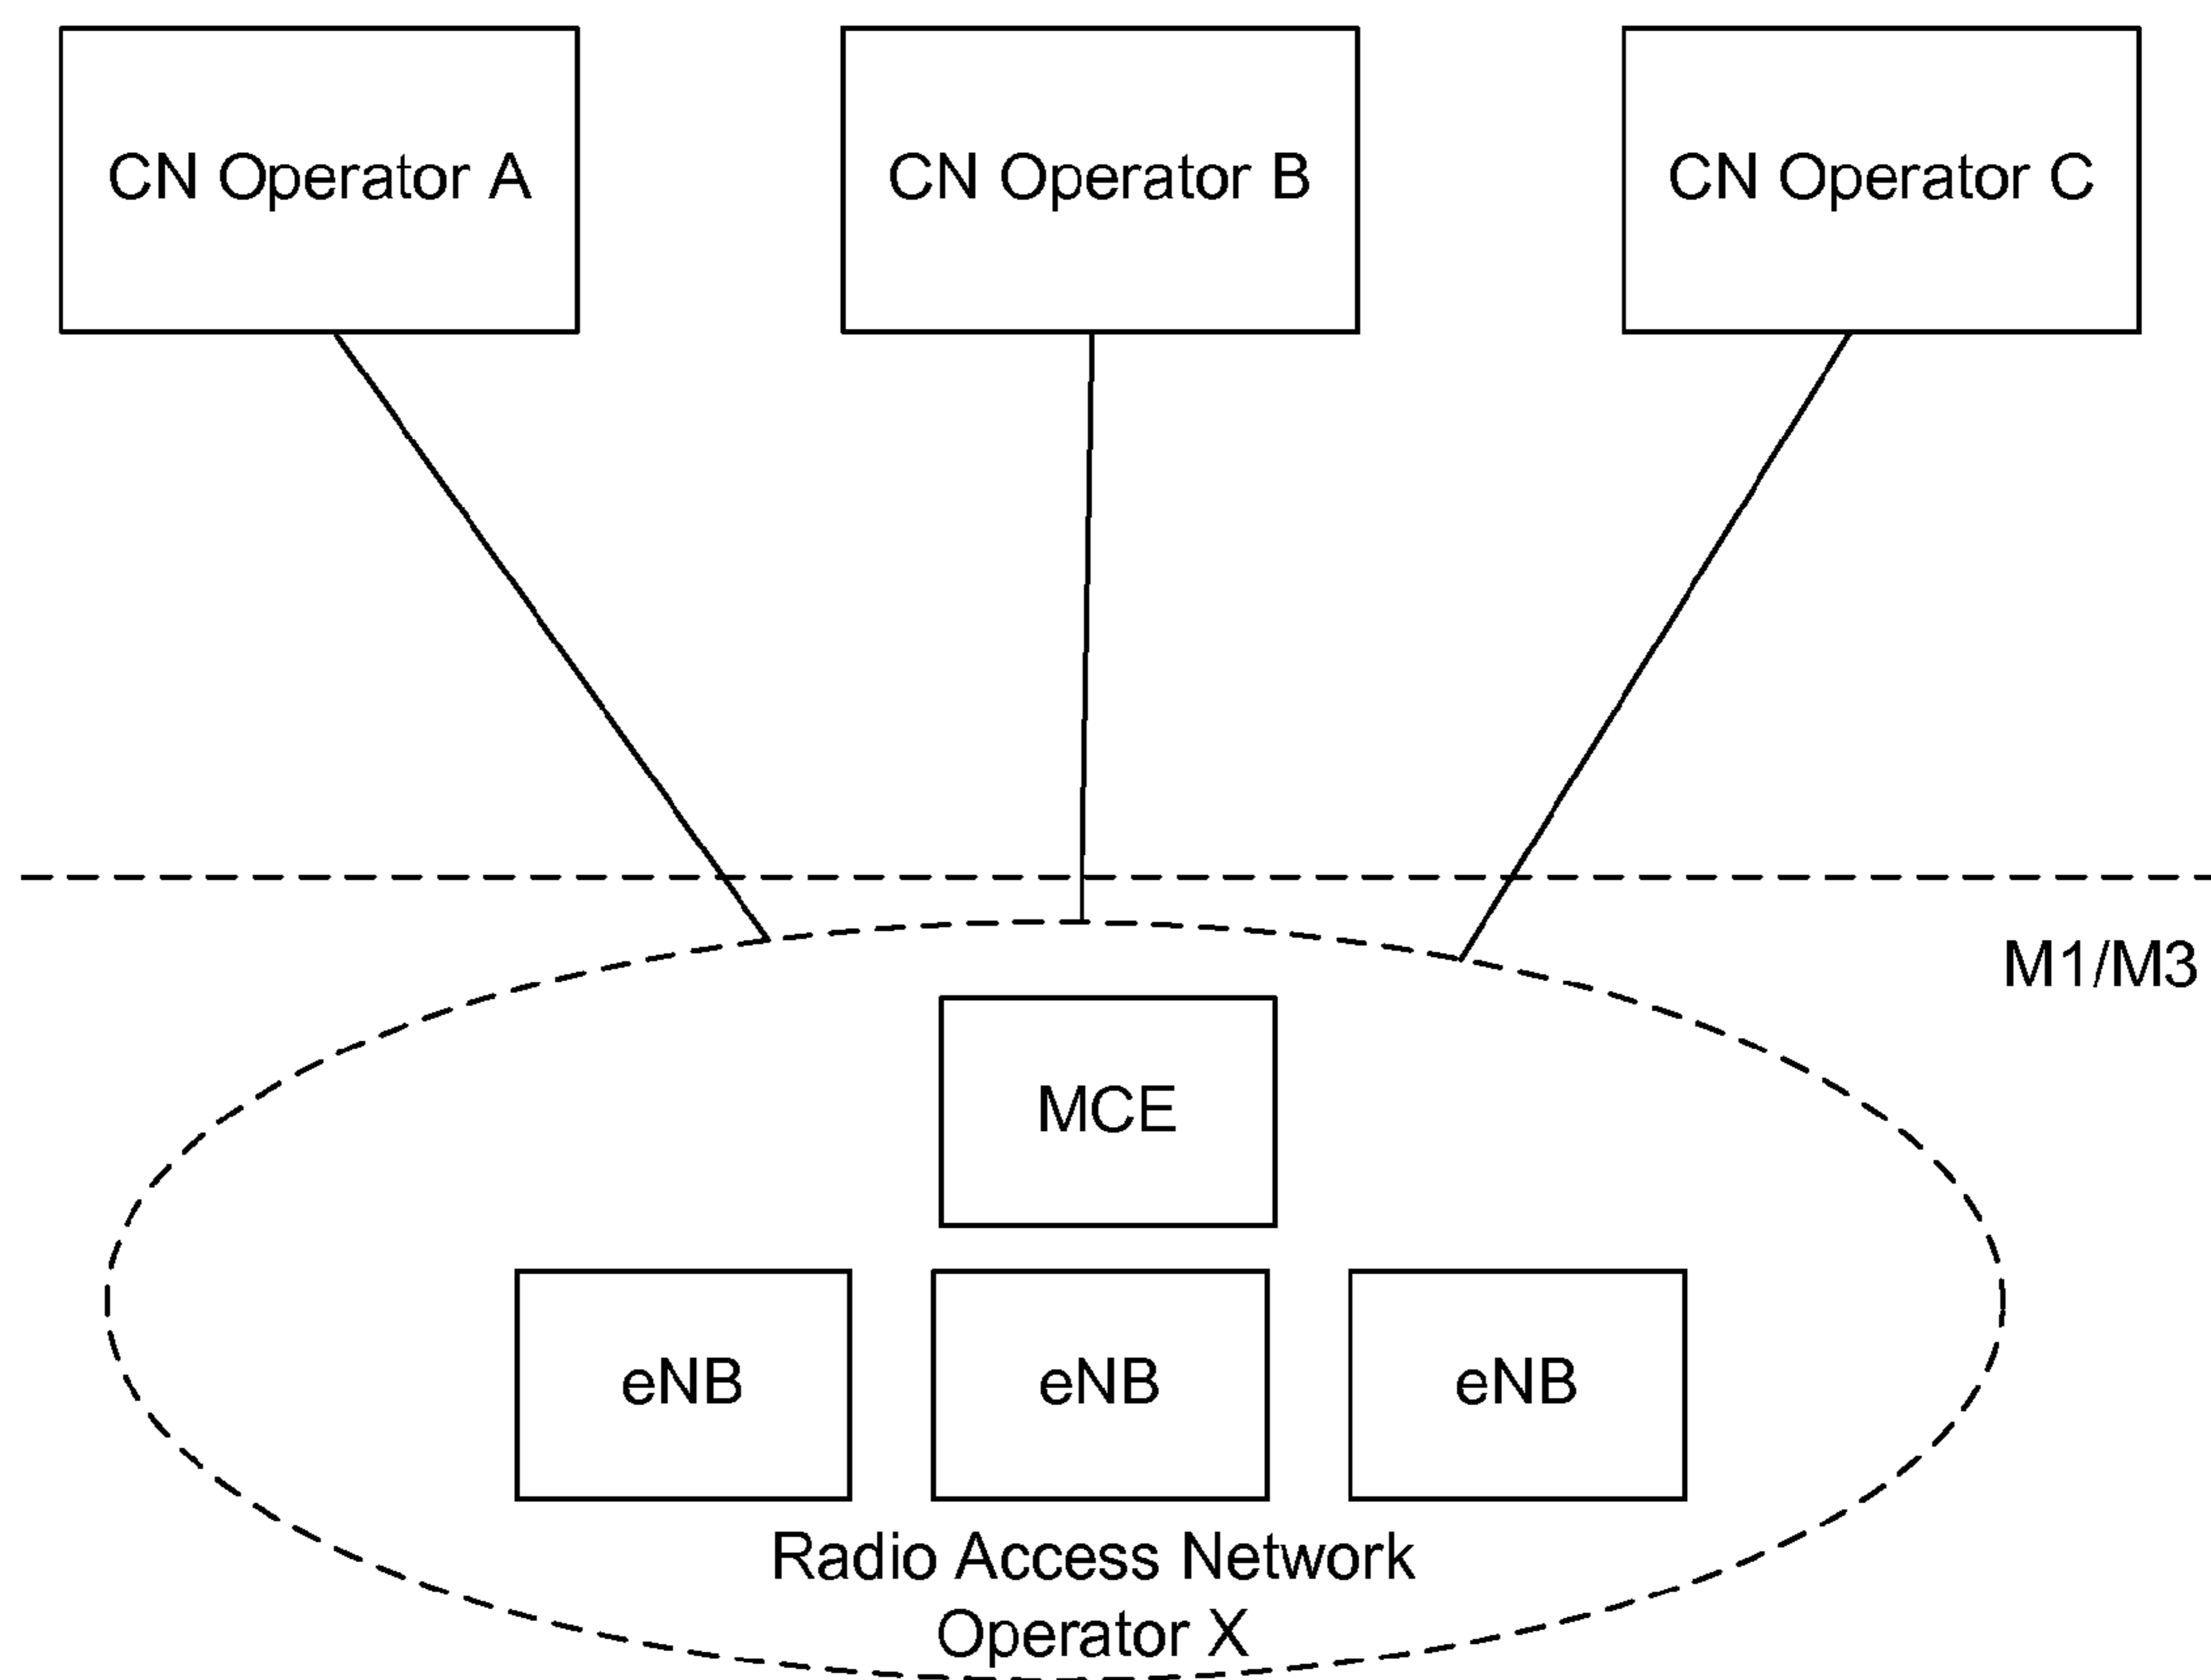 CN Operator A
CN Operator B
CN Operator C
M1/M3
MCE
eNB
eNB
eNB
Radio Access Network
Operator X